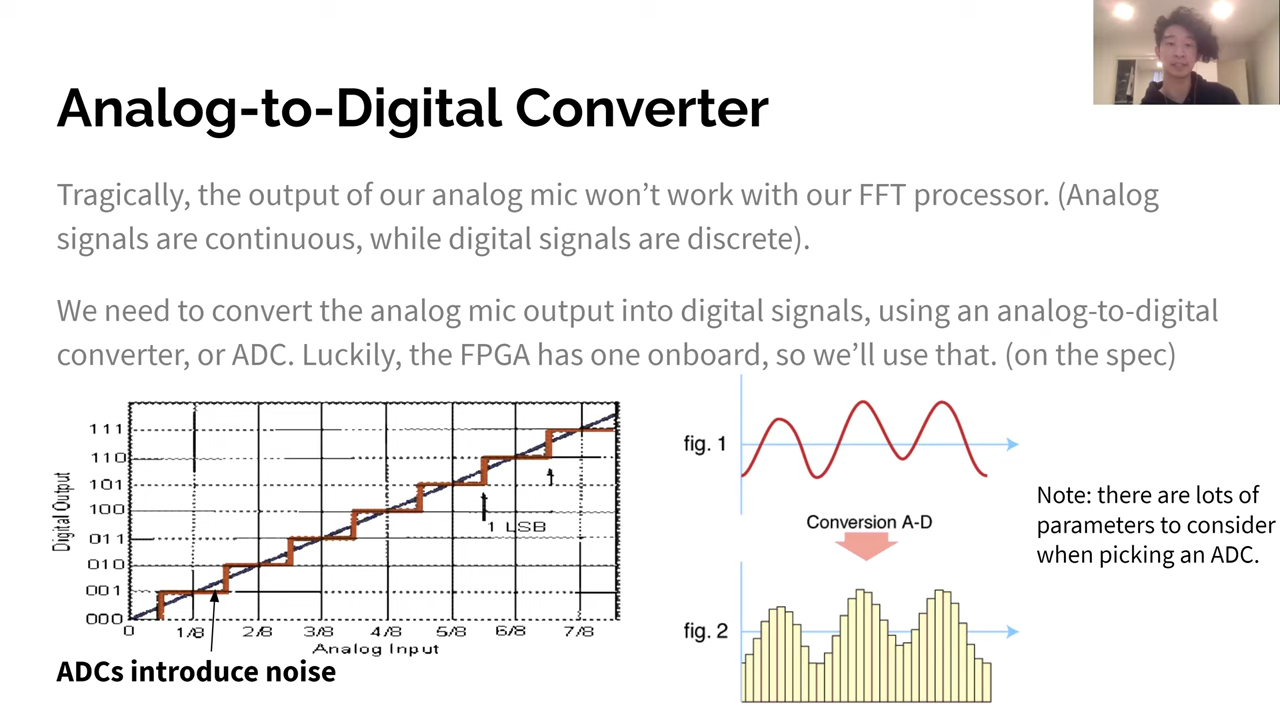 Analog-to-Digital Converter
Tragically, the output of our analog mic won’t work with our FFT processor. (Analog
signals are continuous, while digital signals are discrete).
We need to convert the analog mic output into digital signals, using an analog-to-digital
converter, or ADC. Luckily, the FPGA has one onboard, so we’ll use that. (on the spec)
Digital Output
111
110
101
100
011
010
001
000
1 LSB
0 1/8 2/8 3/8 4/8 5/8 6/8 7/8
Analog Input
ADCs introduce noise
fig. 1
Conversion A-D
fig. 2
Note: there are lots of
parameters to consider
when picking an ADC.